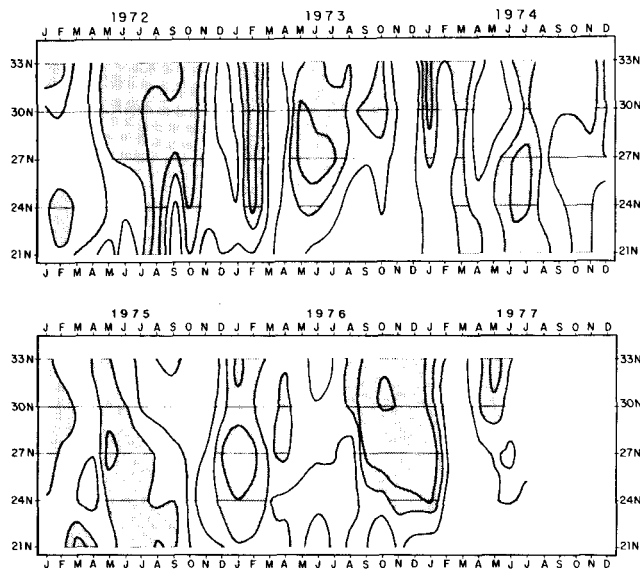 1972 1973 1974
J F M A M J J A S O N D J F M A M J J A S O N D J F M A M J J A S O N D
33N 33N
30N 30N
27N 27N
24N 24N
21N 21N
J F M A M J J A S O N D J F M A M J J A S O N D J F M A M J J A S O N D
1975 1976 1977
J F M A M J J A S O N D J F M A M J J A S O N D J F M A M J J A S O N D
33N 33N
30N 30N
27N 27N
24N 24N
21N 21N
J F M A M J J A S O N D J F M A M J J A S O N D J F M A M J J A S O N D